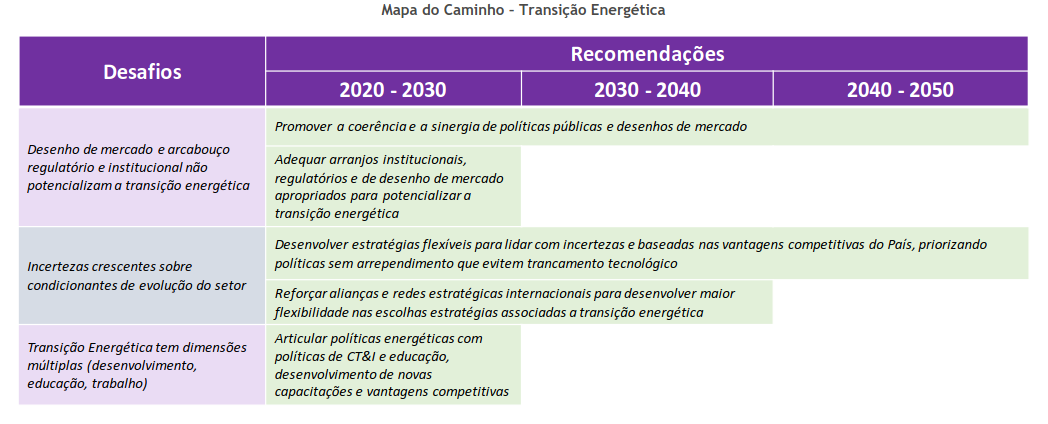 Mapa do Caminho – Transição Energética
Desafios
Recomendações
2020 - 2030
2030 - 2040
2040 - 2050
Desenho de mercado e arcabouço
regulatório e institucional não
potencializam a transição energética
Promover a coerência e a sinergia de políticas públicas e desenhos de mercado
Adequar arranjos institucionais,
regulatórios e de desenho de mercado
apropriados para potencializar a
transição energética
Incertezas crescentes sobre
condicionantes de evolução do setor
Desenvolver estratégias flexíveis para lidar com incertezas e baseadas nas vantagens competitivas do País, priorizando
políticas sem arrependimento que evitem trancamento tecnológico
Reforçar alianças e redes estratégicas internacionais para desenvolver maior
flexibilidade nas escolhas estratégias associadas a transição energética
Transição Energética tem dimensões
múltiplas (desenvolvimento,
educação, trabalho)
Articular políticas energéticas com
políticas de CT&I e educação,
desenvolvimento de novas
capacitações e vantagens competitivas